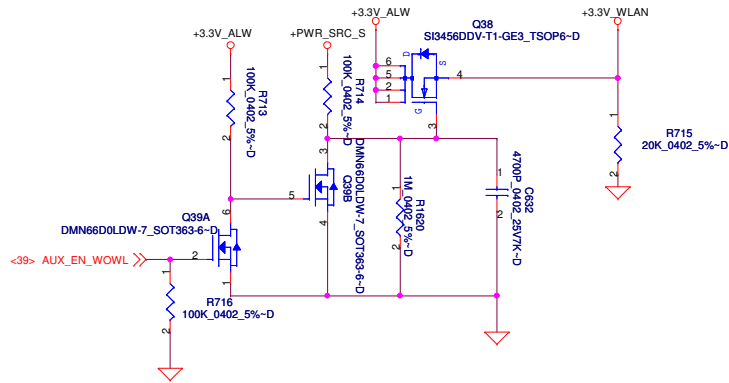 +3.3V_ALW
Q38
SI3456DDV-T1-GE3_TSOP6~D
+3.3V_WLAN
+3.3V_ALW
+PWR_SRC_S
D
S
G
6
5
2
1
4
3
1
R713
100K_0402_5%~D
2
1
R714
100K_0402_5%~D
2
1
R715
20K_0402_5%~D
2
3
5
Q39B
DMN66D0LDW-7_SOT363-6~D
4
1
R1620
1M_0402_5%~D
2
1
C632
4700P_0402_25V7K~D
2
Q39A
DMN66D0LDW-7_SOT363-6~D
6
2
1
<39> AUX_EN_WOWL
1
R716
100K_0402_5%~D
2